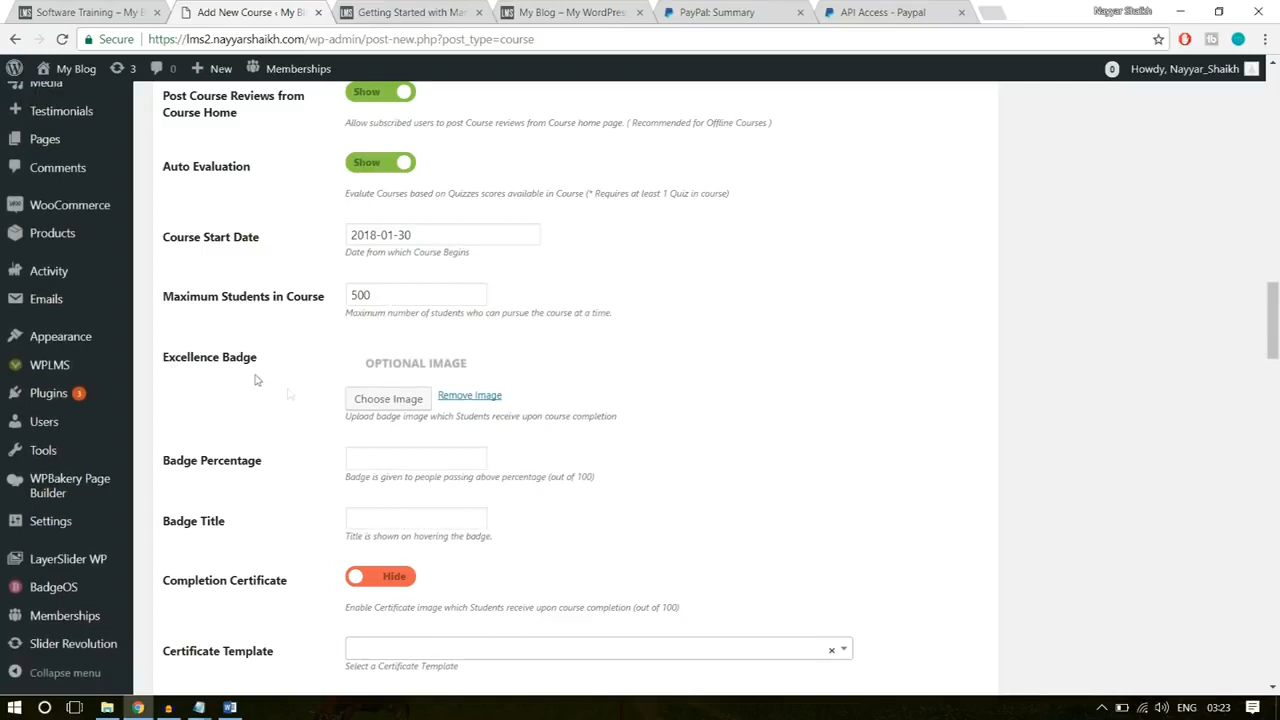 Software Training – My B
Add New Course ‹ My B
Getting Started with Mar
My Blog – My WordPress
PayPal: Summary
API Access - Paypal
Nayyar Shaikh
Secure
https://lms2.nayyarshaikh.com/wp-admin/post-new.php?post_type=course
My Blog
3
0
New
Memberships
0
Howdy, Nayyar_Shaikh
Media
Testimonials
Pages
Comments
WooCommerce
Products
Activity
Emails
Appearance
WPLMS
Plugins 3
Users
Tools
WPBakery Page
Builder
Settings
LayerSlider WP
BadgeOS
Memberships
Slider Revolution
Collapse menu
Post Course Reviews from
Course Home
Show
Allow subscribed users to post Course reviews from Course home page. ( Recommended for Offline Courses )
Auto Evaluation
Show
Evalute Courses based on Quizzes scores available in Course (* Requires at least 1 Quiz in course)
Course Start Date
2018-01-30
Date from which Course Begins
Maximum Students in Course
500
Maximum number of students who can pursue the course at a time.
Excellence Badge
OPTIONAL IMAGE
Choose Image
Remove Image
Upload badge image which Students receive upon course completion
Badge Percentage
Badge is given to people passing above percentage (out of 100)
Badge Title
Title is shown on hovering the badge.
Completion Certificate
Hide
Enable Certificate image which Students receive upon course completion (out of 100)
Certificate Template
Select a Certificate Template
ENG
03:23